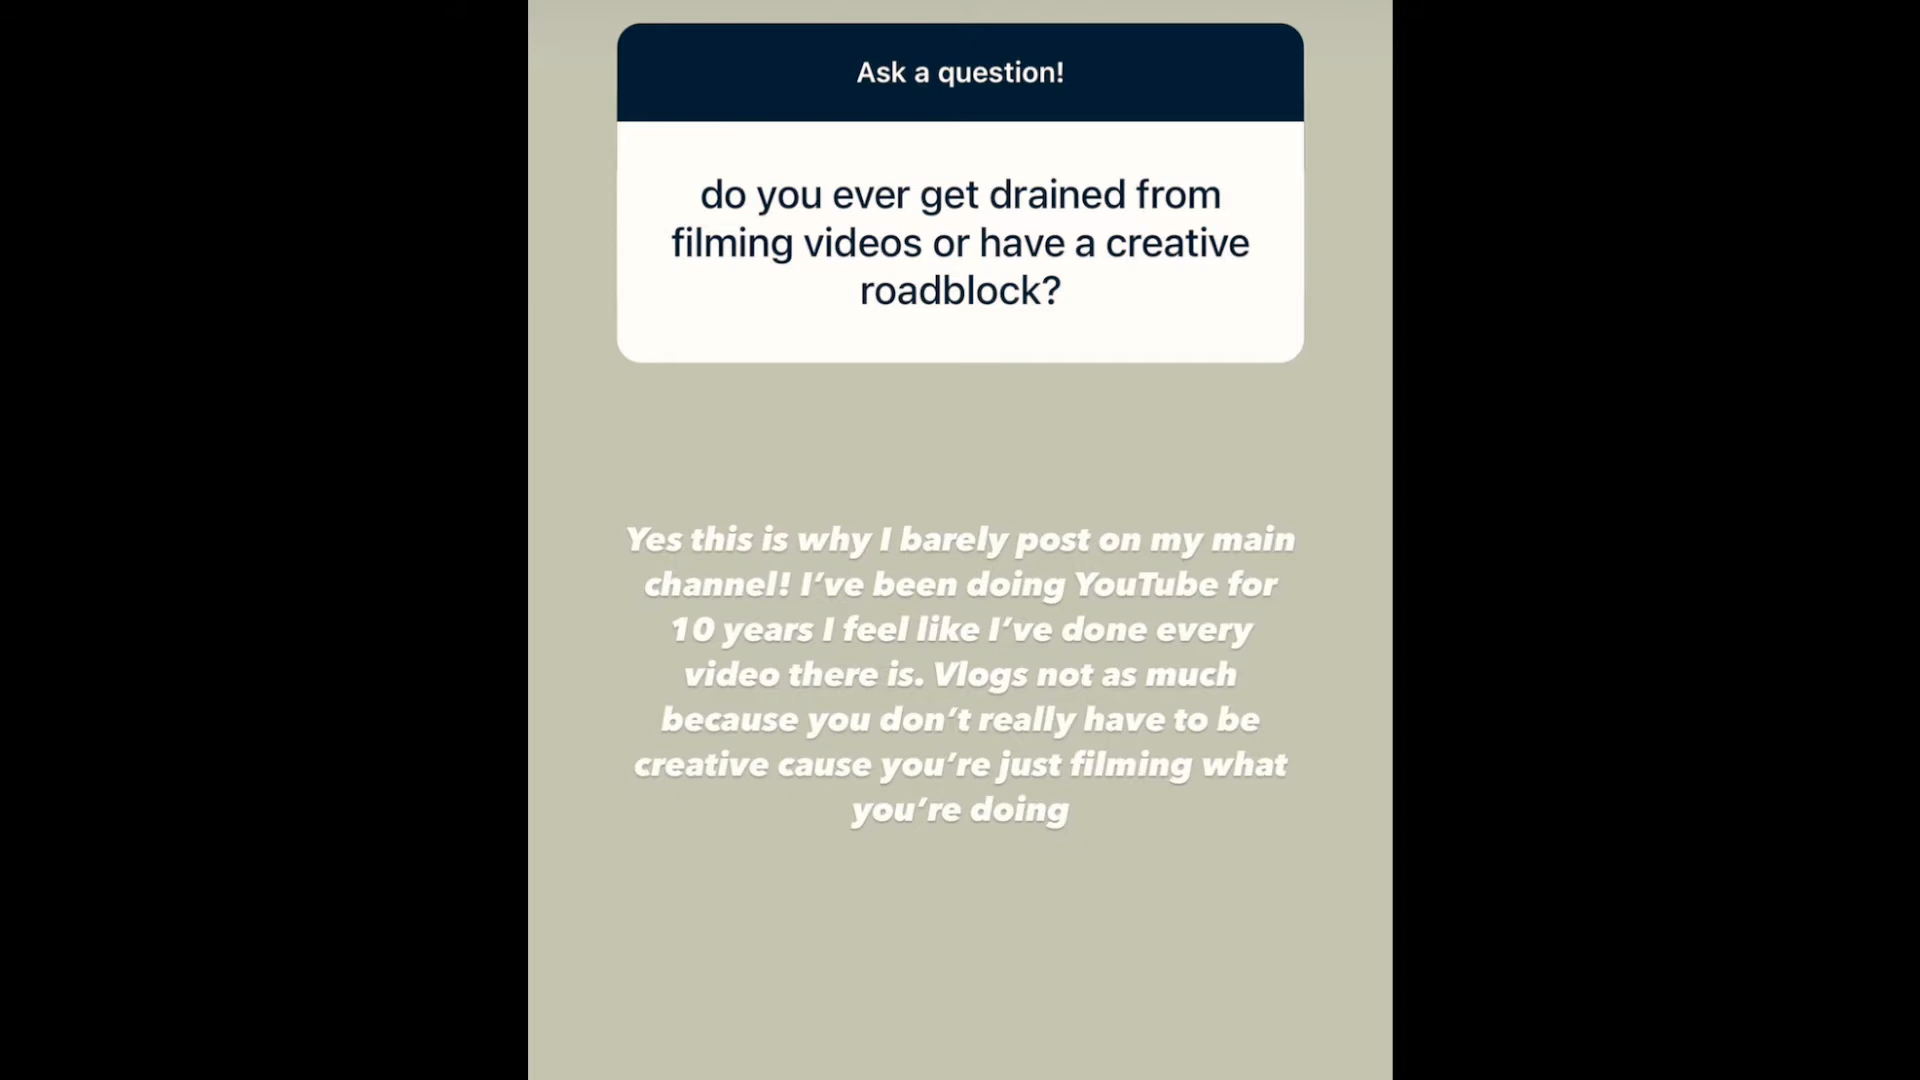 Ask a question!
do you ever get drained from
filming videos or have a creative
roadblock?
Yes this is why I barely post on my main
channel! I’ve been doing YouTube for
10 years I feel like I’ve done every
video there is. Vlogs not as much
because you don’t really have to be
creative cause you’re just filming what
you’re doing